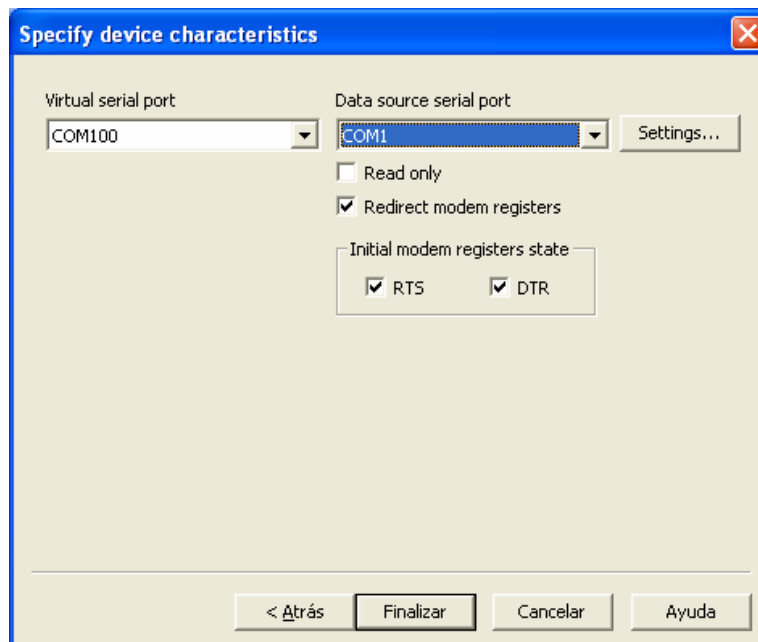 Specify device characteristics
Virtual serial port
Data source serial port
COM100
COM1
Settings...
Read only
Redirect modem registers
Initial modem registers state
RTS
DTR
< Atrás
Finalizar
Cancelar
Ayuda